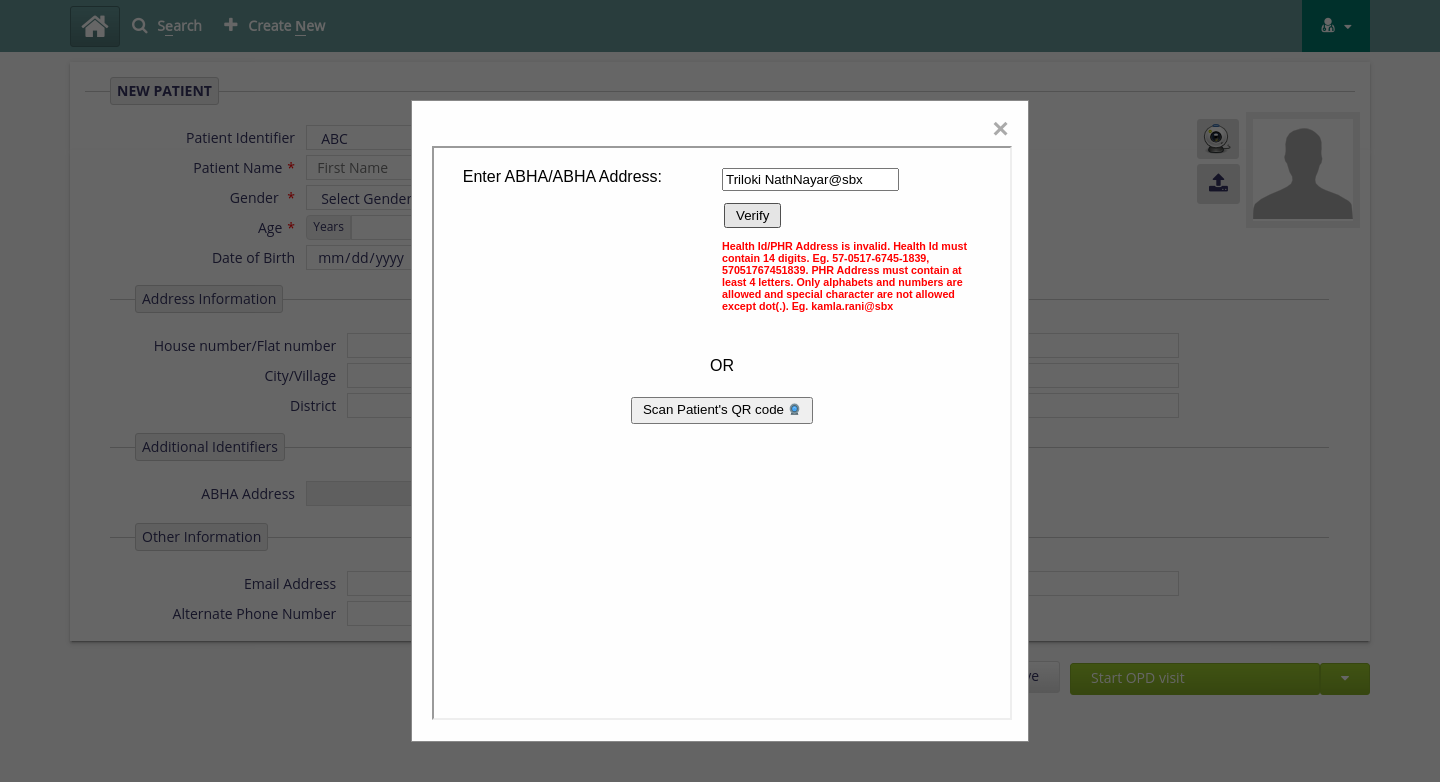 Search
Create New
NEW PATIENT
×
Patient Identifier
ABC
Patient Name *
First Name
Gender *
Select Gender
Age *
Years
Date of Birth
mm/dd/yyyy
Address Information
House number/Flat number
City/Village
District
Additional Identifiers
ABHA Address
Other Information
Email Address
Alternate Phone Number
Enter ABHA/ABHA Address:
Triloki NathNayar@sbx
Verify
Health Id/PHR Address is invalid. Health Id must
contain 14 digits. Eg. 57-0517-6745-1839,
57051767451839. PHR Address must contain at
least 4 letters. Only alphabets and numbers are
allowed and special character are not allowed
except dot(.). Eg. kamla.rani@sbx
OR
Scan Patient's QR code
Start OPD visit